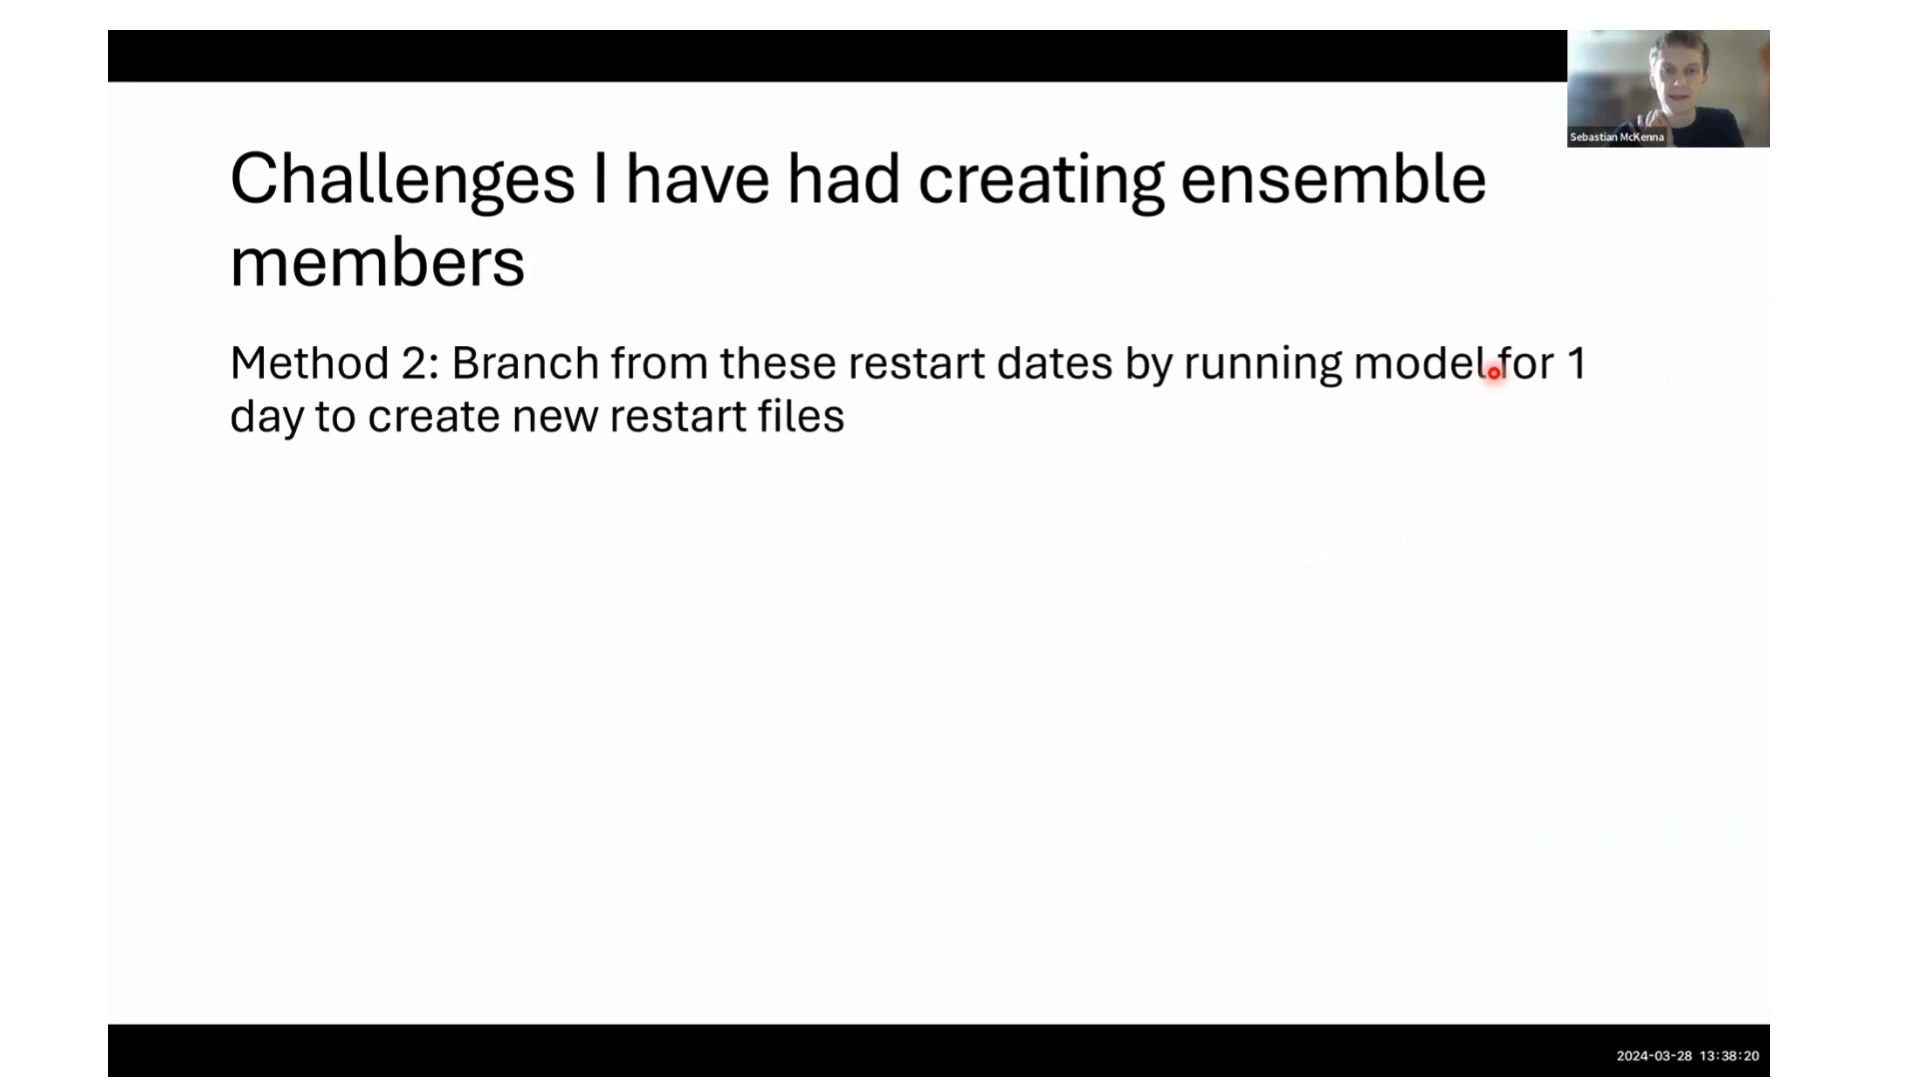 Sebastian McKenna
Challenges I have had creating ensemble
members
Method 2: Branch from these restart dates by running model for 1
day to create new restart files
2024-03-28 13:38:20